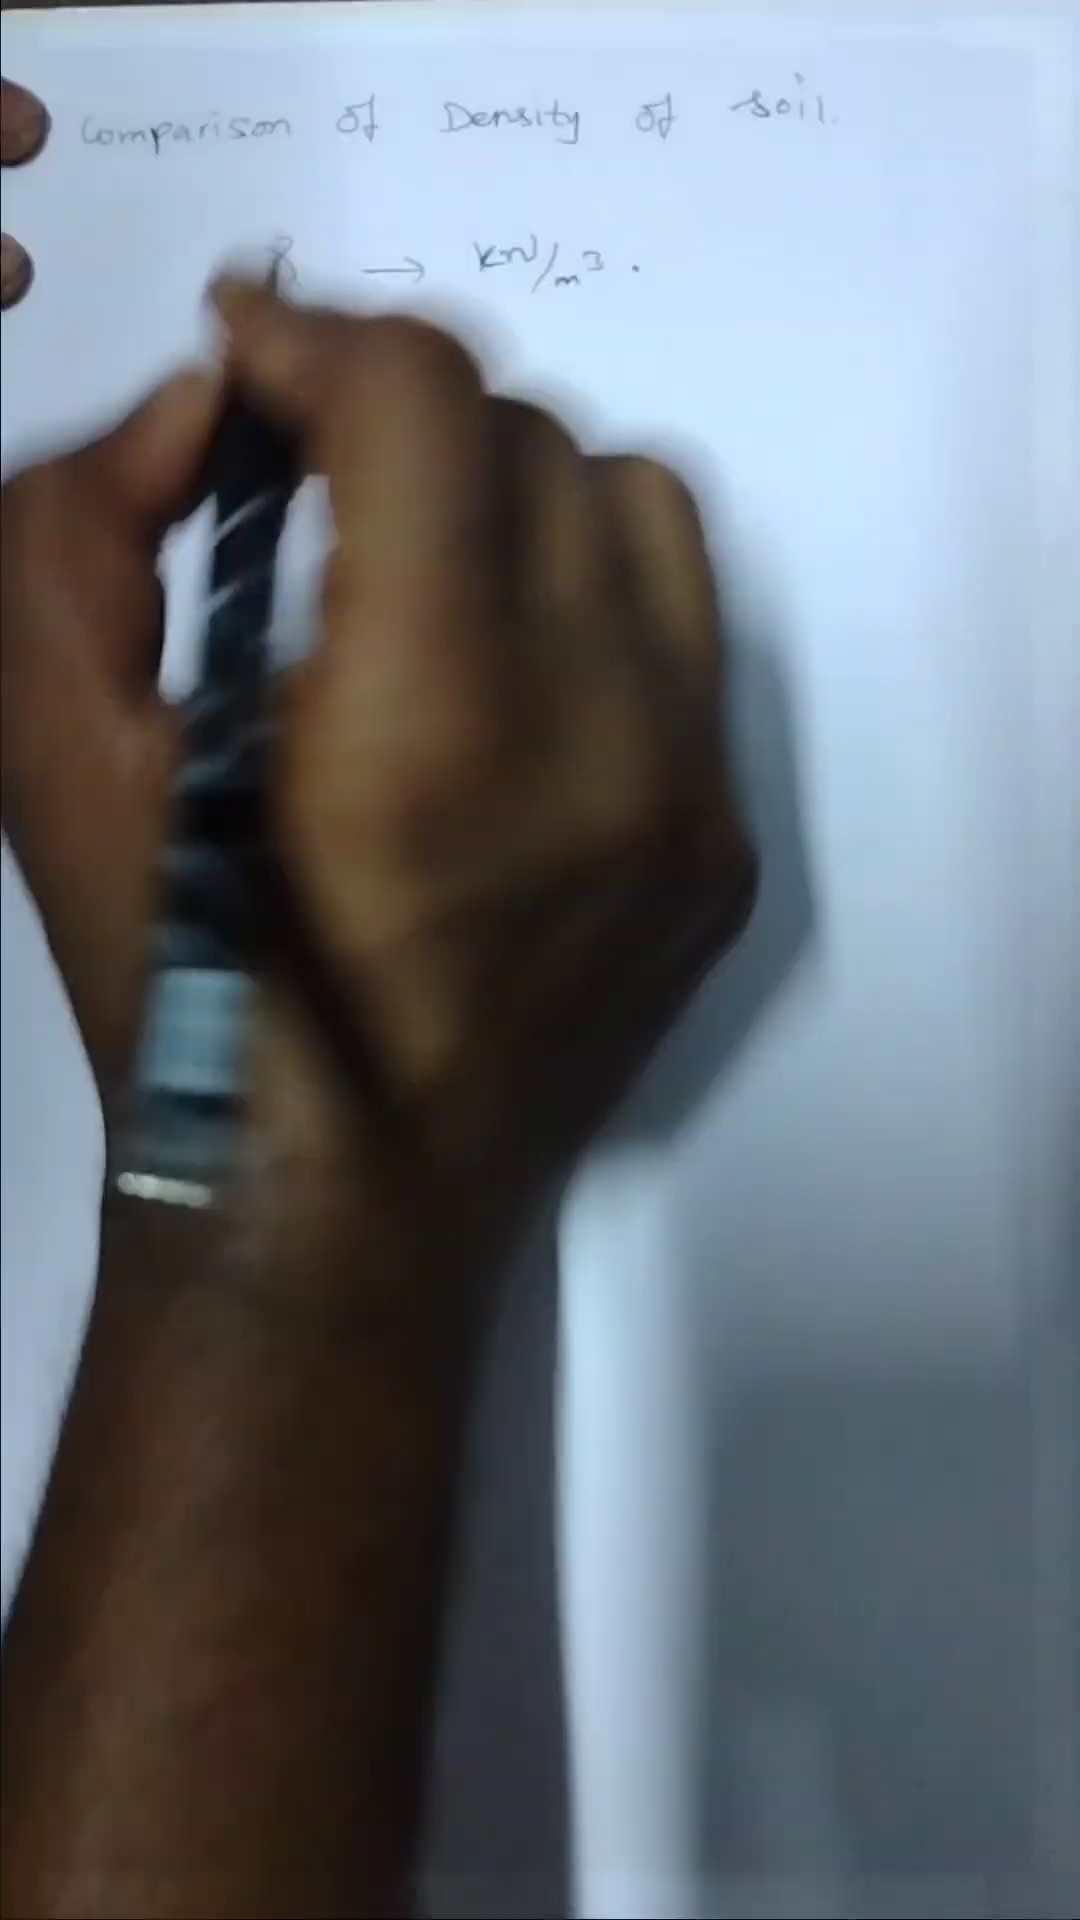 Comparison of Density of soil.
γ → kN/m³.